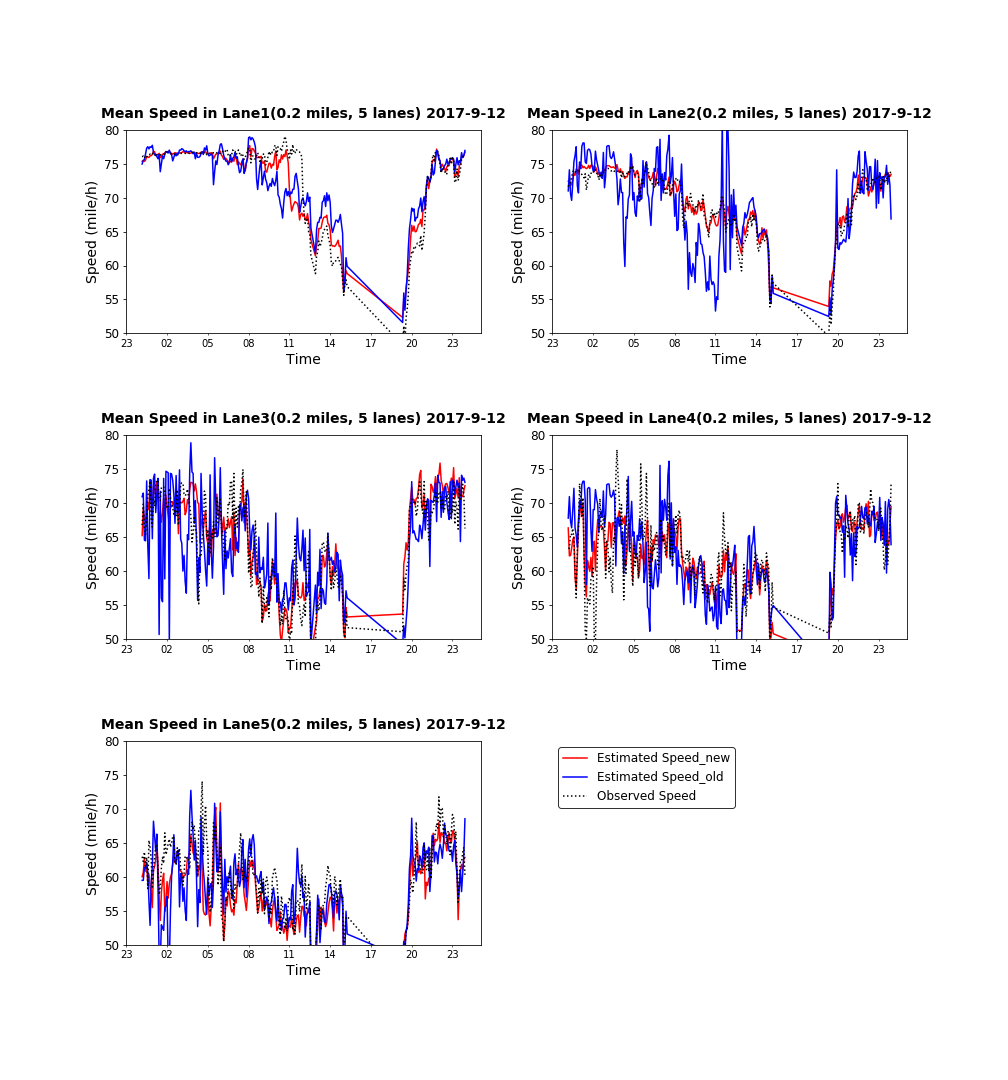 Mean Speed in Lane1(0.2 miles, 5 lanes) 2017-9-12
80
75
70
65
60
55
50
Speed (mile/h)
23 02 05 08 11 14 17 20 23
Time
Mean Speed in Lane2(0.2 miles, 5 lanes) 2017-9-12
80
75
70
65
60
55
50
Speed (mile/h)
23 02 05 08 11 14 17 20 23
Time
Mean Speed in Lane3(0.2 miles, 5 lanes) 2017-9-12
80
75
70
65
60
55
50
Speed (mile/h)
23 02 05 08 11 14 17 20 23
Time
Mean Speed in Lane4(0.2 miles, 5 lanes) 2017-9-12
80
75
70
65
60
55
50
Speed (mile/h)
23 02 05 08 11 14 17 20 23
Time
Mean Speed in Lane5(0.2 miles, 5 lanes) 2017-9-12
80
75
70
65
60
55
50
Speed (mile/h)
23 02 05 08 11 14 17 20 23
Time
Estimated Speed_new
Estimated Speed_old
Observed Speed